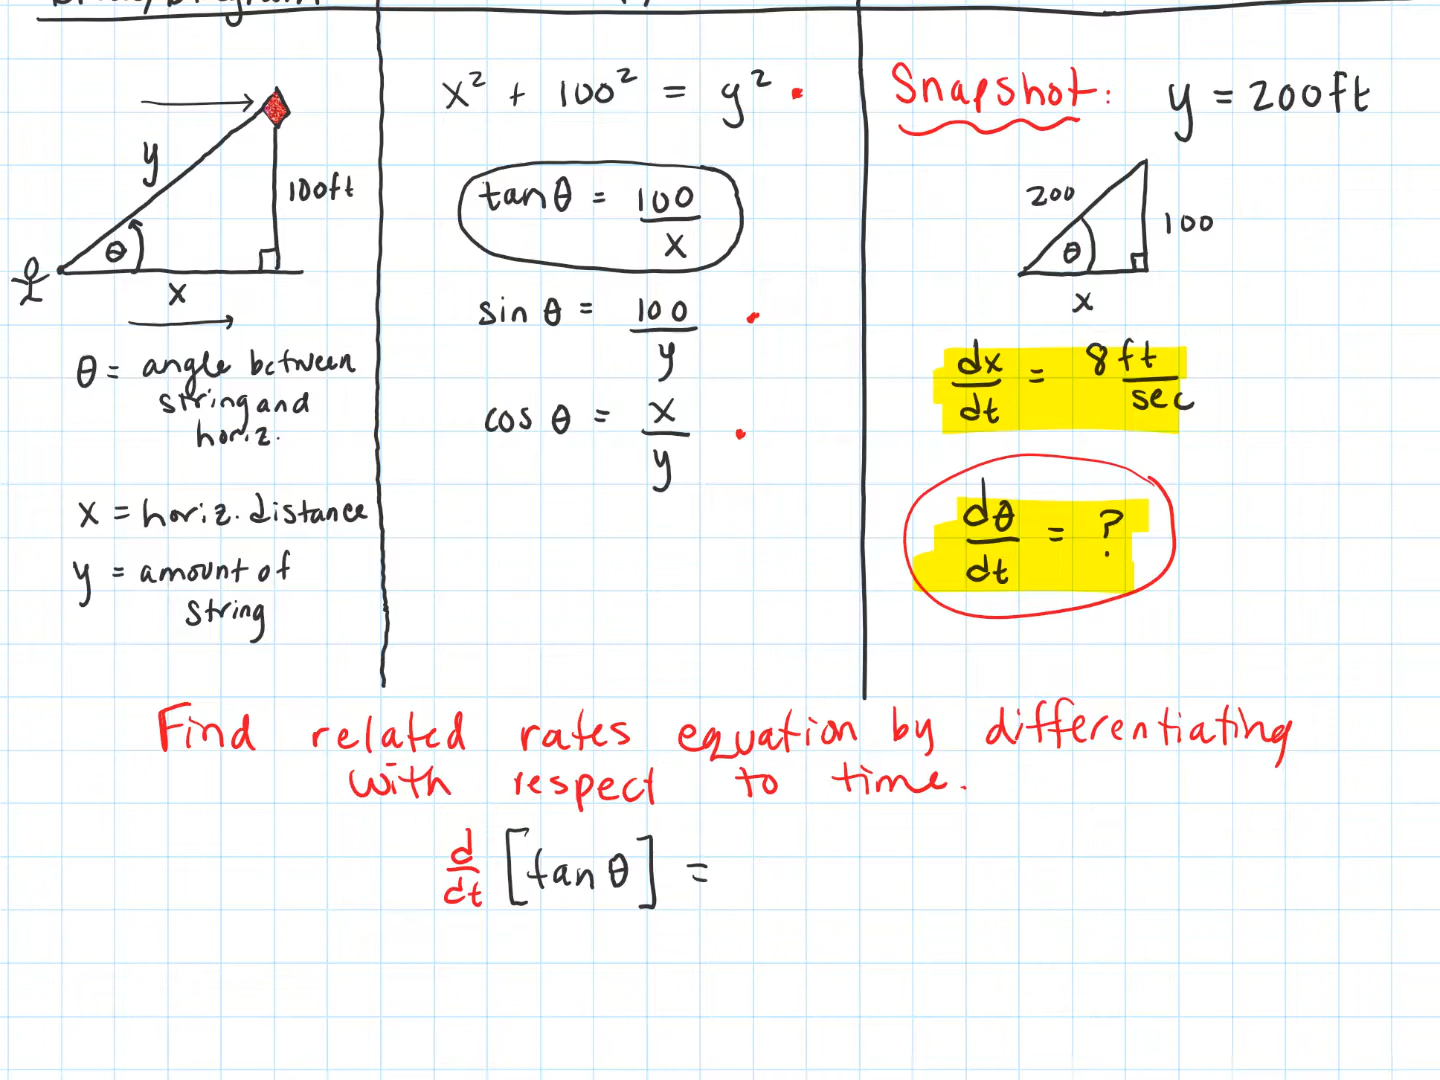 x² + 100² = y²
tanθ = 100/x
sin θ = 100/y
cos θ = x/y
y
100ft
θ
x
θ = angle between
string and
horiz.
x = horiz. distance
y = amount of
string
Snapshot: y = 200ft
200
100
θ
x
dx/dt = 8 ft/sec
dθ/dt = ?
Find related rates equation by differentiating
with respect to time.
d/dt [tan θ] =